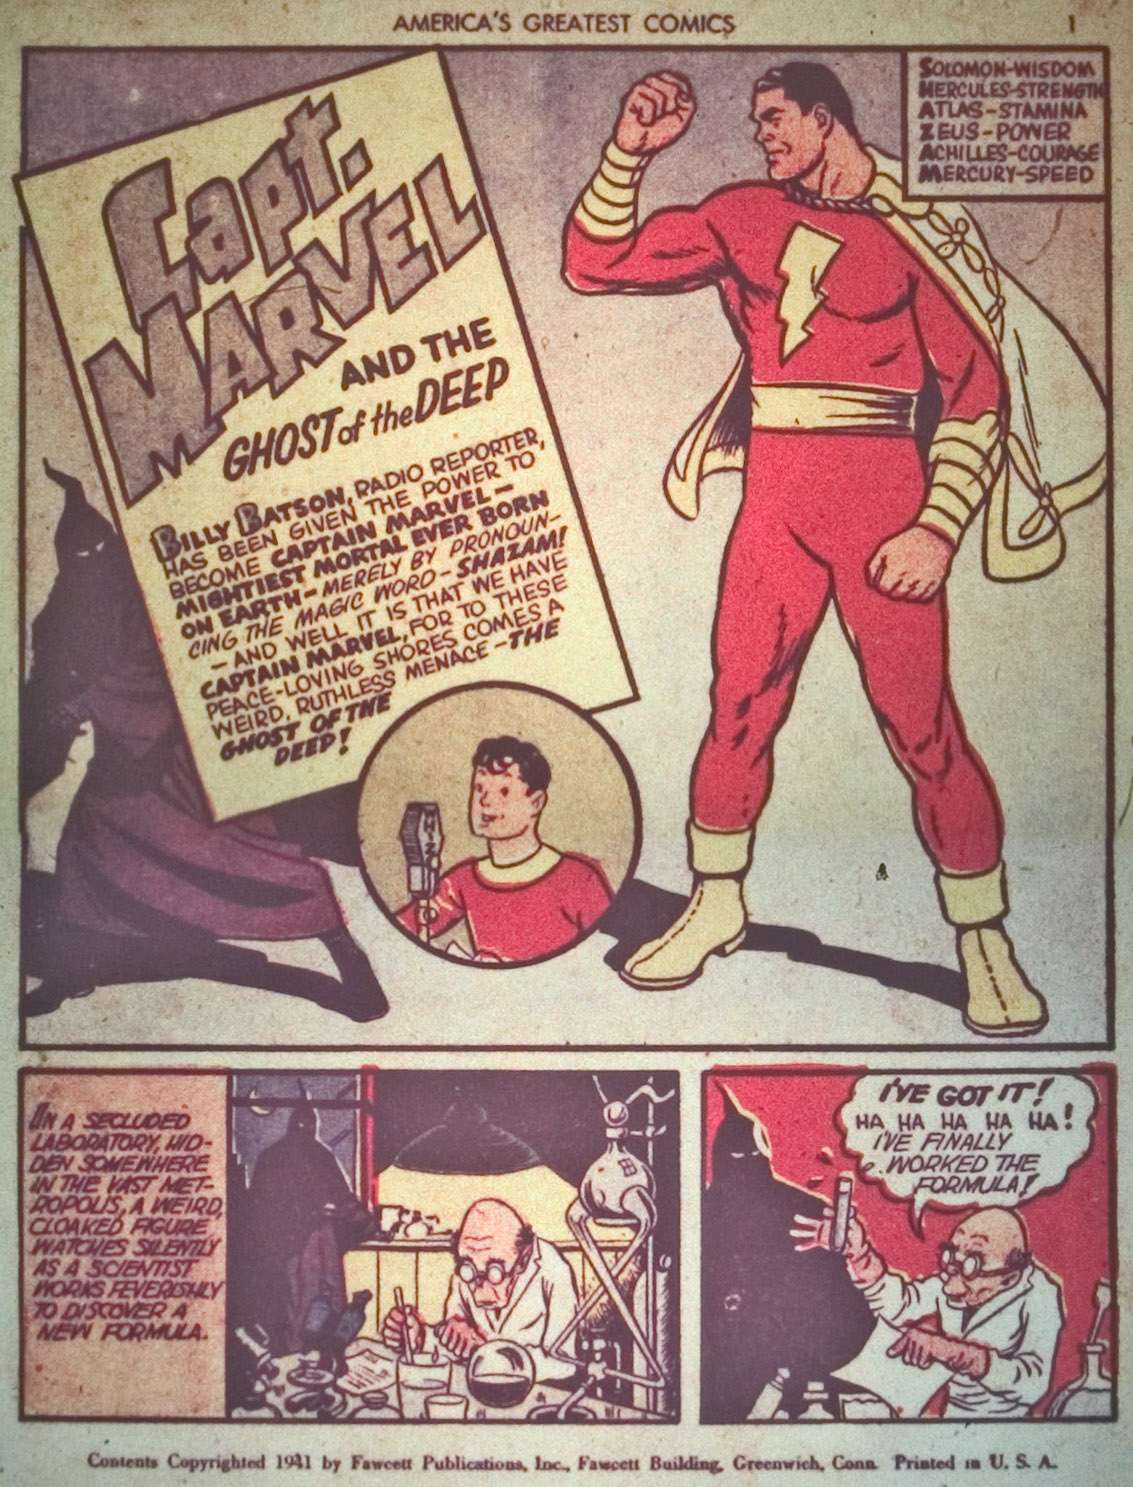 AMERICA'S GREATEST COMICS
1
Capt.
MARVEL
AND THE
GHOST of the DEEP
BILLY BATSON, RADIO REPORTER,
HAS BEEN GIVEN THE POWER TO
BECOME CAPTAIN MARVEL—
MIGHTIEST MORTAL EVER BORN
ON EARTH—MERELY BY PRONOUN-
CING THE MAGIC WORD—SHAZAM!
— AND WELL IT IS THAT WE HAVE
CAPTAIN MARVEL, FOR TO THESE
PEACE-LOVING SHORES COMES A
WEIRD, RUTHLESS MENACE—THE
GHOST OF THE
DEEP!
SOLOMON-WISDOM
HERCULES-STRENGTH
ATLAS-STAMINA
ZEUS-POWER
ACHILLES-COURAGE
MERCURY-SPEED
WHIZ
IN A SECLUDED
LABORATORY, HID-
DEN SOMEWHERE
IN THE VAST MET-
ROPOLIS, A WEIRD,
CLOAKED FIGURE
WATCHES SILENTLY
AS A SCIENTIST
WORKS FEVERISHLY
TO DISCOVER A
NEW FORMULA.
I'VE GOT IT!
HA HA HA HA HA!
I'VE FINALLY
WORKED THE
FORMULA!
Contents Copyrighted 1941 by Fawcett Publications, Inc., Fawcett Building, Greenwich, Conn. Printed in U. S. A.